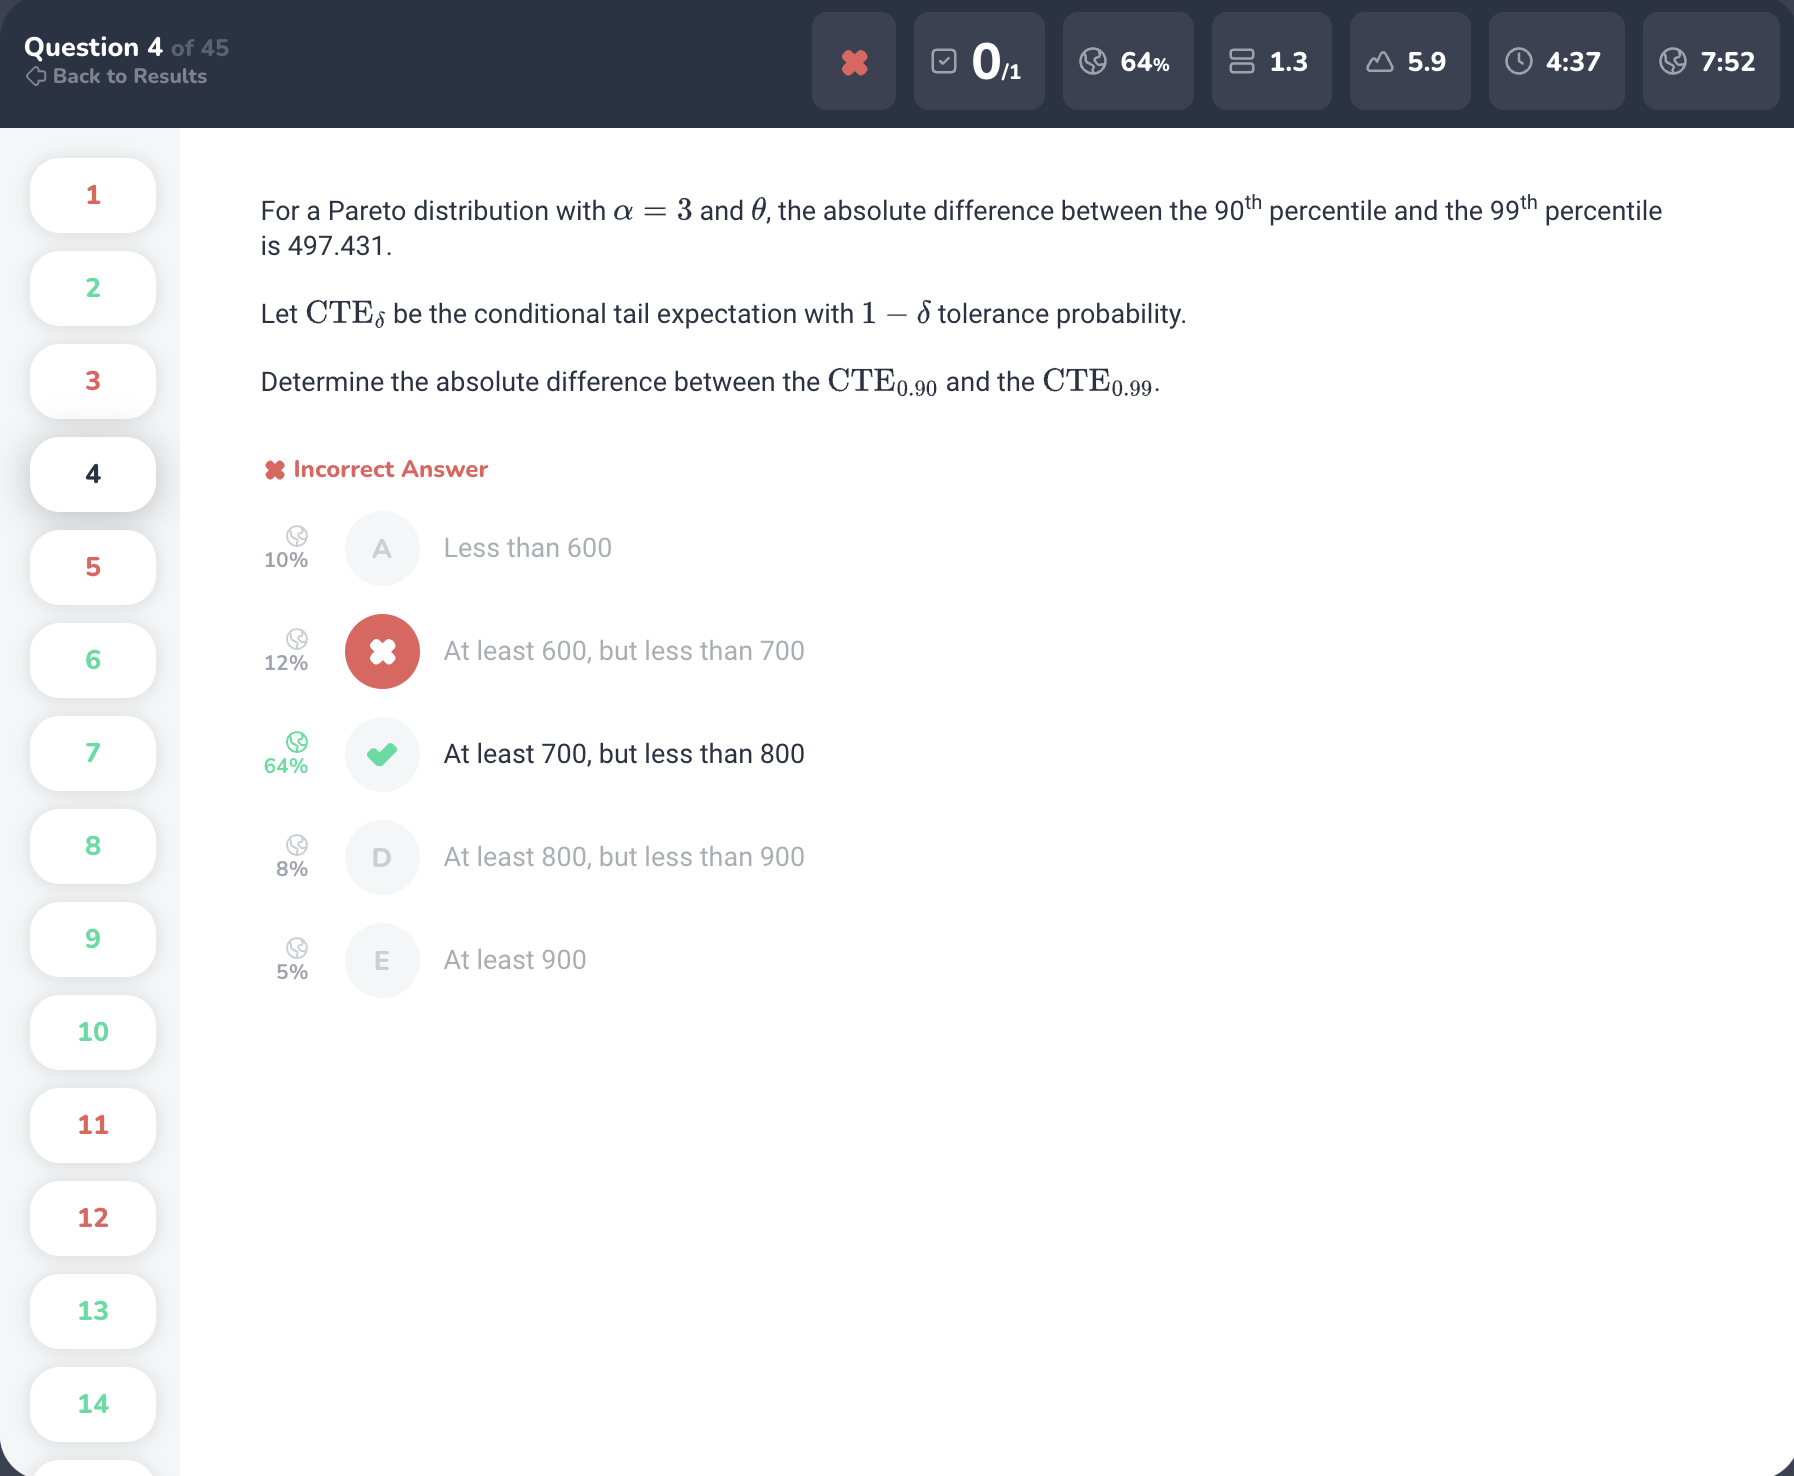 Question 4 of 45
Back to Results
0/1
64%
1.3
5.9
4:37
7:52
1
2
3
4
5
6
7
8
9
10
11
12
13
14
For a Pareto distribution with α = 3 and θ, the absolute difference between the 90th percentile and the 99th percentile
is 497.431.
Let CTEδ be the conditional tail expectation with 1 − δ tolerance probability.
Determine the absolute difference between the CTE0.90 and the CTE0.99.
Incorrect Answer
10% A Less than 600
12% At least 600, but less than 700
64% At least 700, but less than 800
8% D At least 800, but less than 900
5% E At least 900